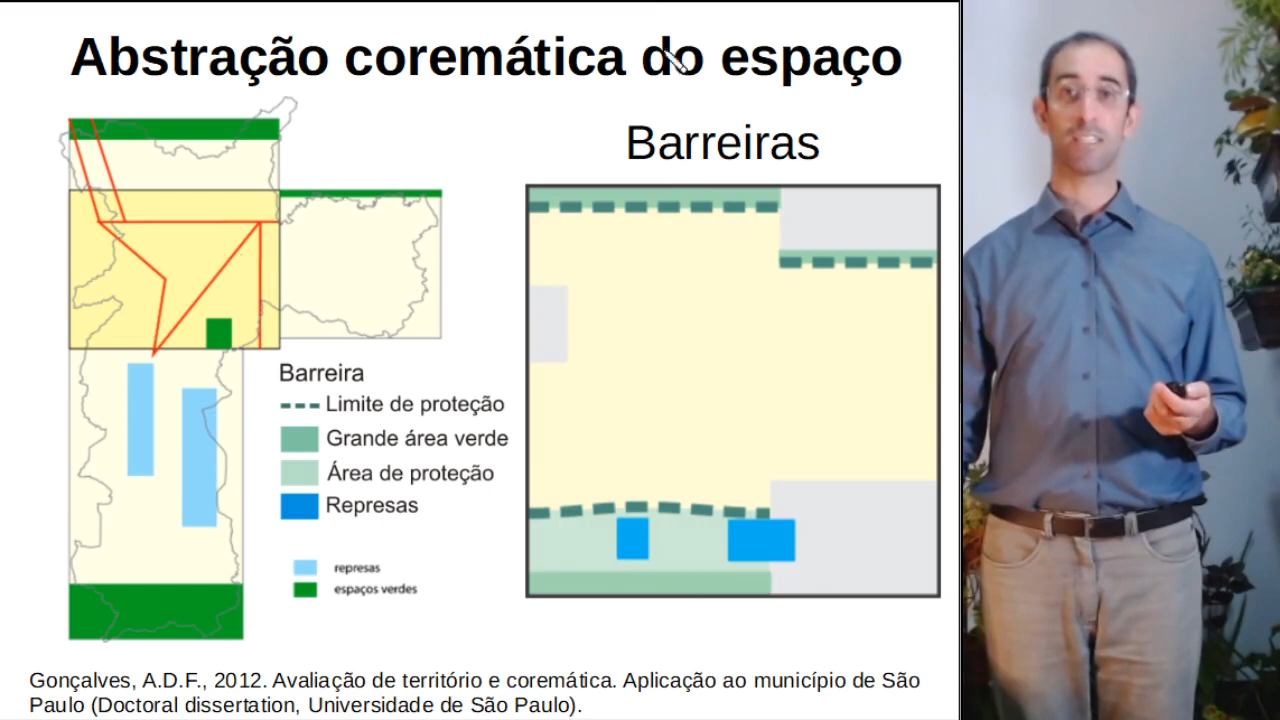 Abstração coremática do espaço
Barreiras
Barreira
Limite de proteção
Grande área verde
Área de proteção
Represas
represas
espaços verdes
Gonçalves, A.D.F., 2012. Avaliação de território e coremática. Aplicação ao município de São
Paulo (Doctoral dissertation, Universidade de São Paulo).